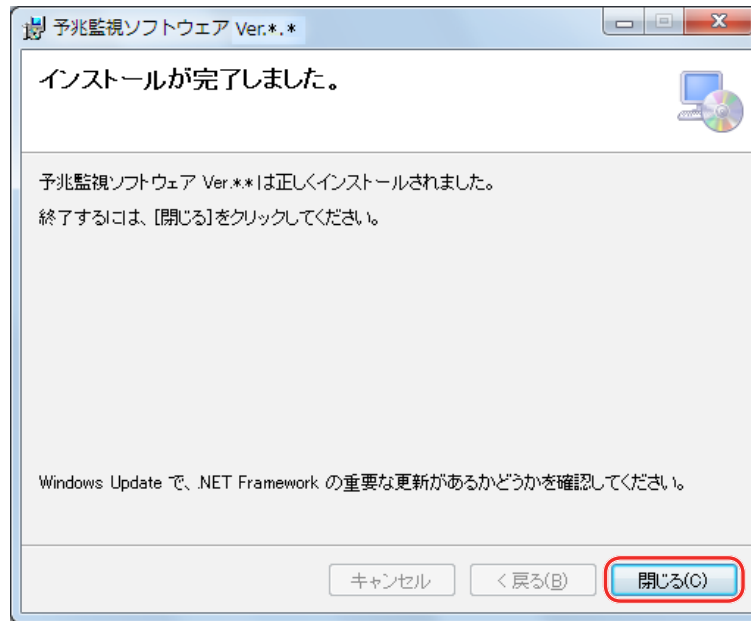 予兆監視ソフトウェア Ver.*.*
インストールが完了しました。
予兆監視ソフトウェア Ver.*.*は正しくインストールされました。
終了するには、[閉じる]をクリックしてください。
Windows Update で、.NET Framework の重要な更新があるかどうかを確認してください。
キャンセル < 戻る(B) 閉じる(C)